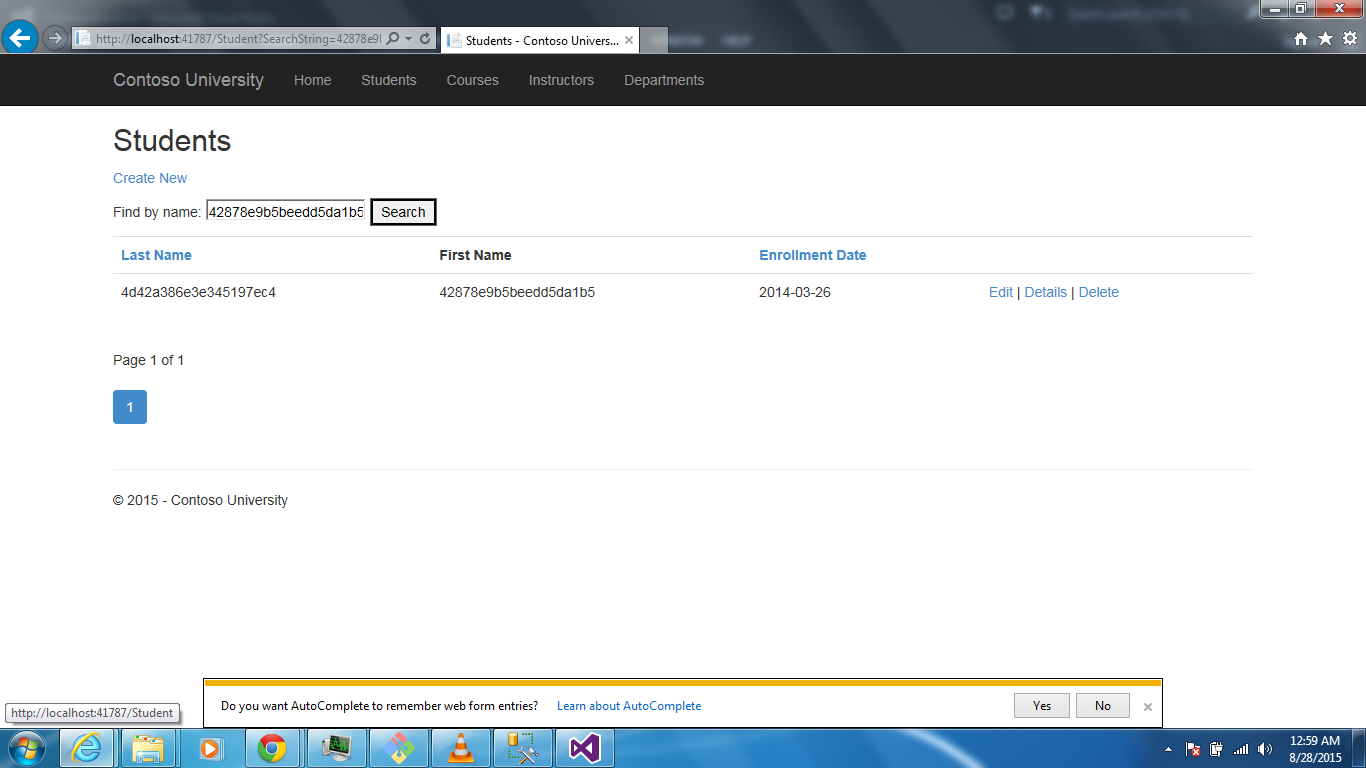 http://localhost:41787/Student?SearchString=42878e9l
Students - Contoso Univers...
Contoso University Home Students Courses Instructors Departments
Students
Create New
Find by name: 42878e9b5beedd5da1b5 Search
Last Name First Name Enrollment Date
4d42a386e3e345197ec4 42878e9b5beedd5da1b5 2014-03-26 Edit | Details | Delete
Page 1 of 1
1
© 2015 - Contoso University
Do you want AutoComplete to remember web form entries? Learn about AutoComplete Yes No
http://localhost:41787/Student
12:59 AM
8/28/2015